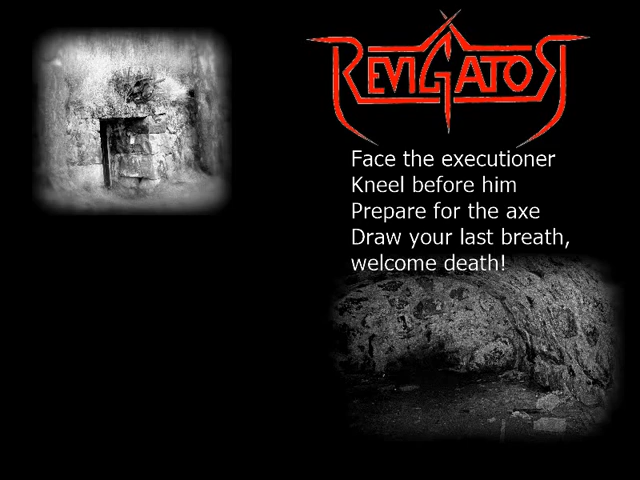 REVIGATOR
Face the executioner
Kneel before him
Prepare for the axe
Draw your last breath,
welcome death!